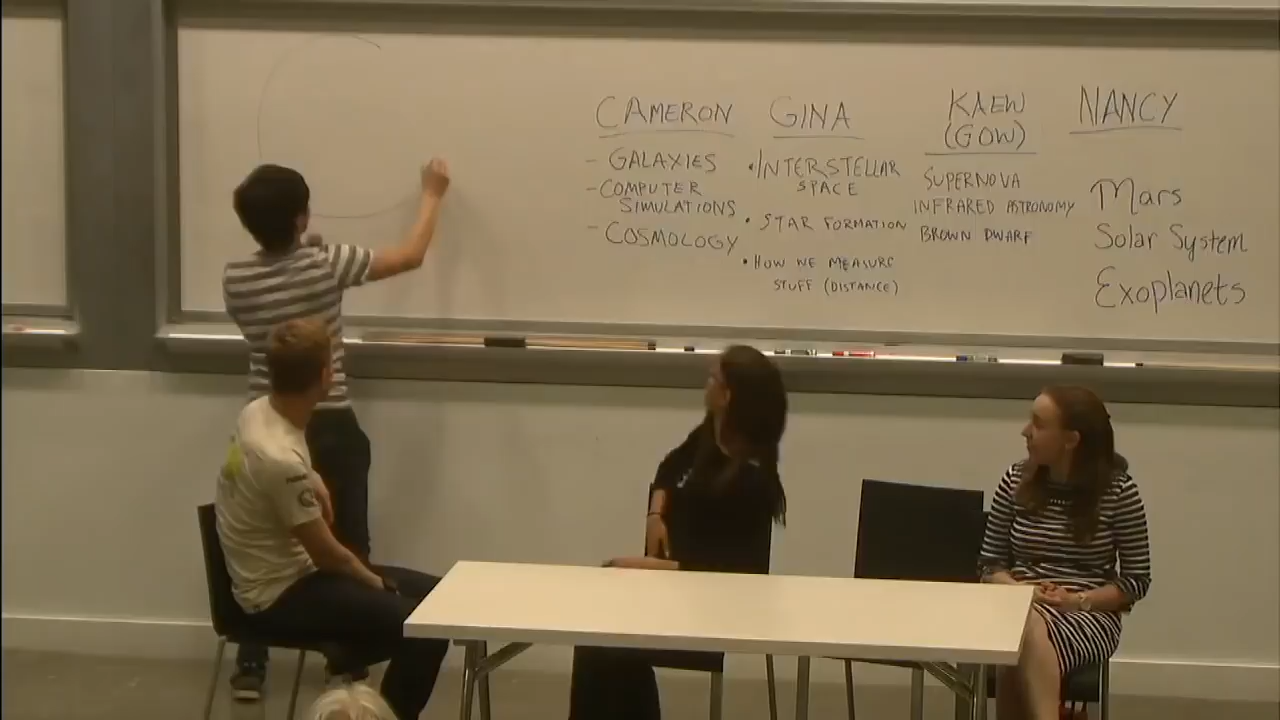 CAMERON
- GALAXIES
- COMPUTER
SIMULATIONS
- COSMOLOGY
GINA
• INTERSTELLAR
SPACE
• STAR FORMATION
• HOW WE MEASURE
STUFF (DISTANCE)
KAEW
(GOW)
SUPERNOVA
INFRARED ASTRONOMY
BROWN DWARF
NANCY
Mars
Solar System
Exoplanets